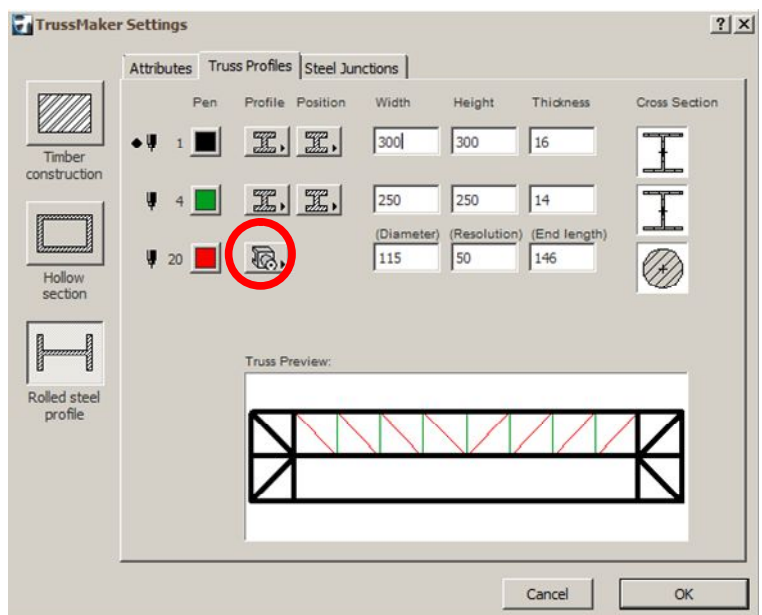 TrussMaker Settings
Attributes Truss Profiles Steel Junctions
Pen Profile Position Width Height Thickness Cross Section
1 300 300 16
Timber
construction
4 250 250 14
(Diameter) (Resolution) (End length)
20 115 50 146
Hollow
section
Rolled steel
profile
Truss Preview:
Cancel OK